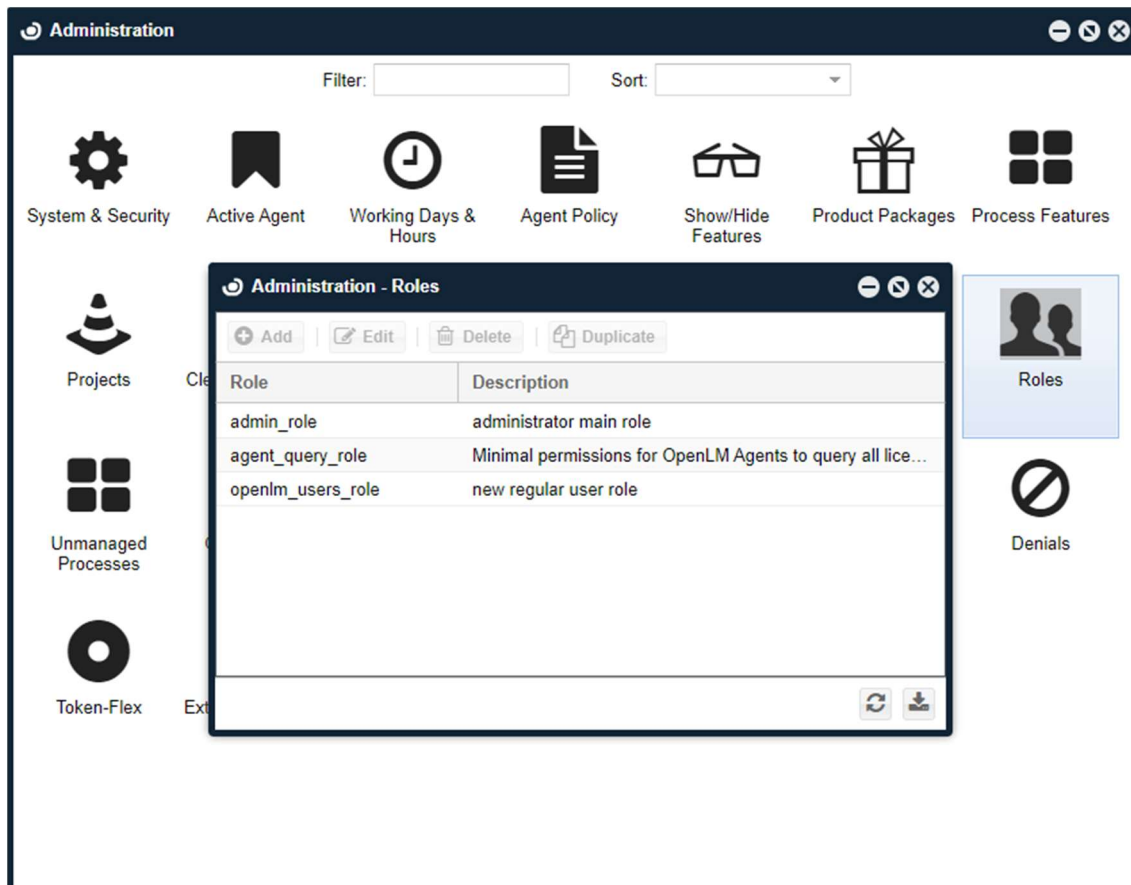 Administration
Filter:
Sort:
System & Security
Active Agent
Working Days &
Hours
Agent Policy
Show/Hide
Features
Product Packages
Process Features
Projects
Cle
Administration - Roles
Add
Edit
Delete
Duplicate
Role
Description
admin_role
administrator main role
agent_query_role
Minimal permissions for OpenLM Agents to query all lice...
openlm_users_role
new regular user role
Roles
Unmanaged
Processes
Denials
Token-Flex
Ext